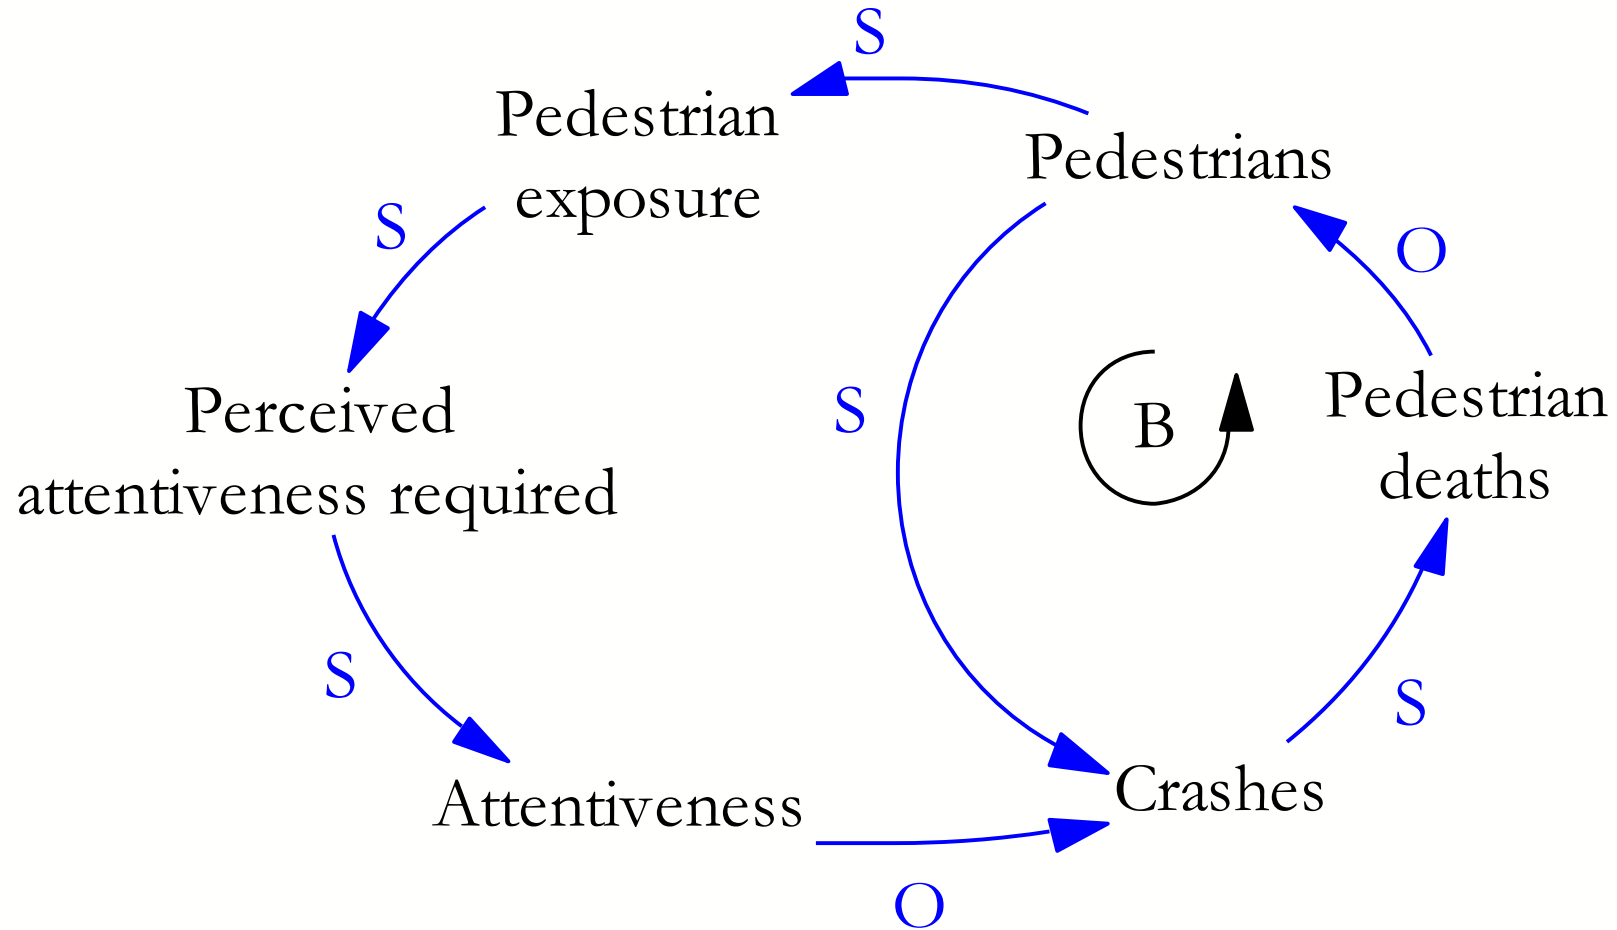 S
Pedestrian
exposure
Pedestrians
S
O
Perceived
attentiveness required
S
B
Pedestrian
deaths
S
S
Attentiveness
Crashes
O